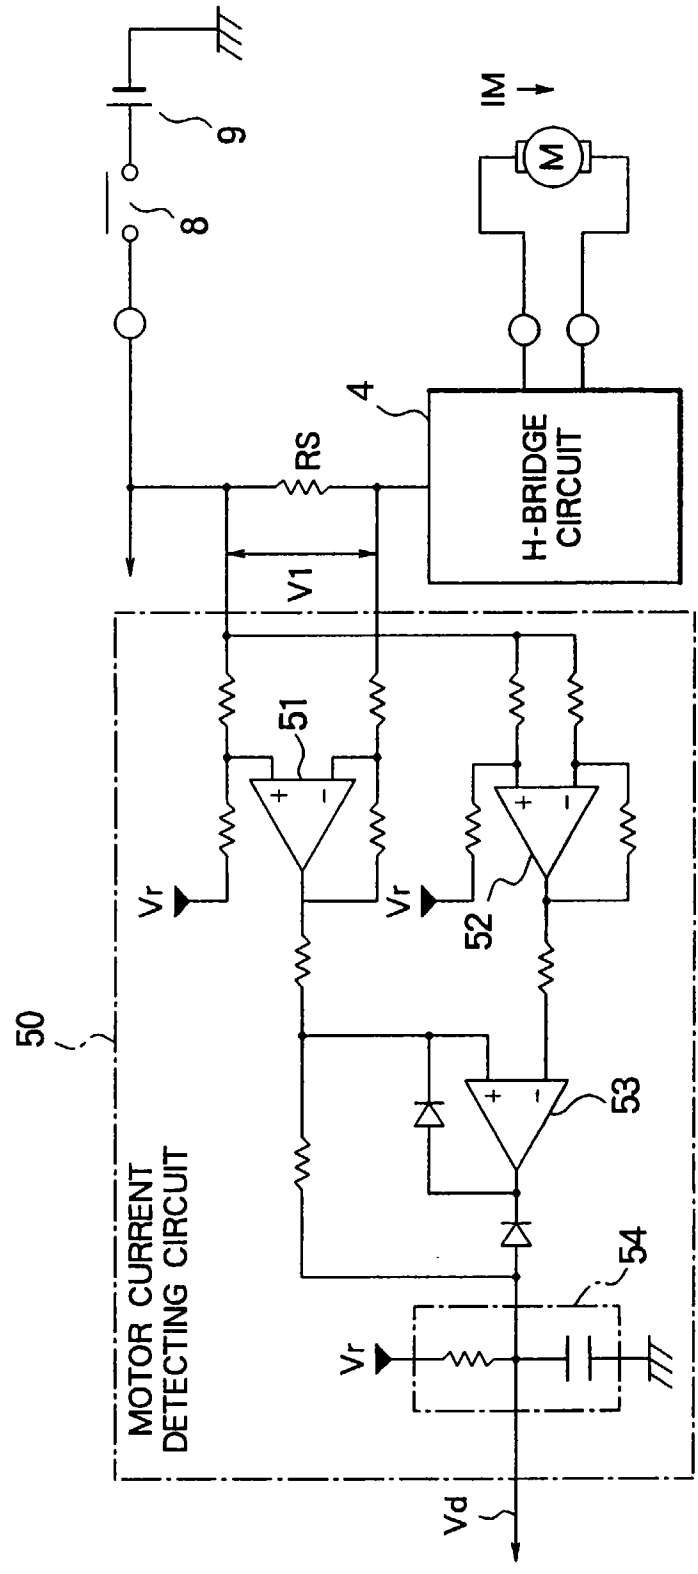 50
MOTOR CURRENT
DETECTING CIRCUIT
Vr
+
−
51
V1
RS
8
9
Vr
+
−
52
4
H-BRIDGE
CIRCUIT
IM
M
+
−
53
Vr
54
Vd